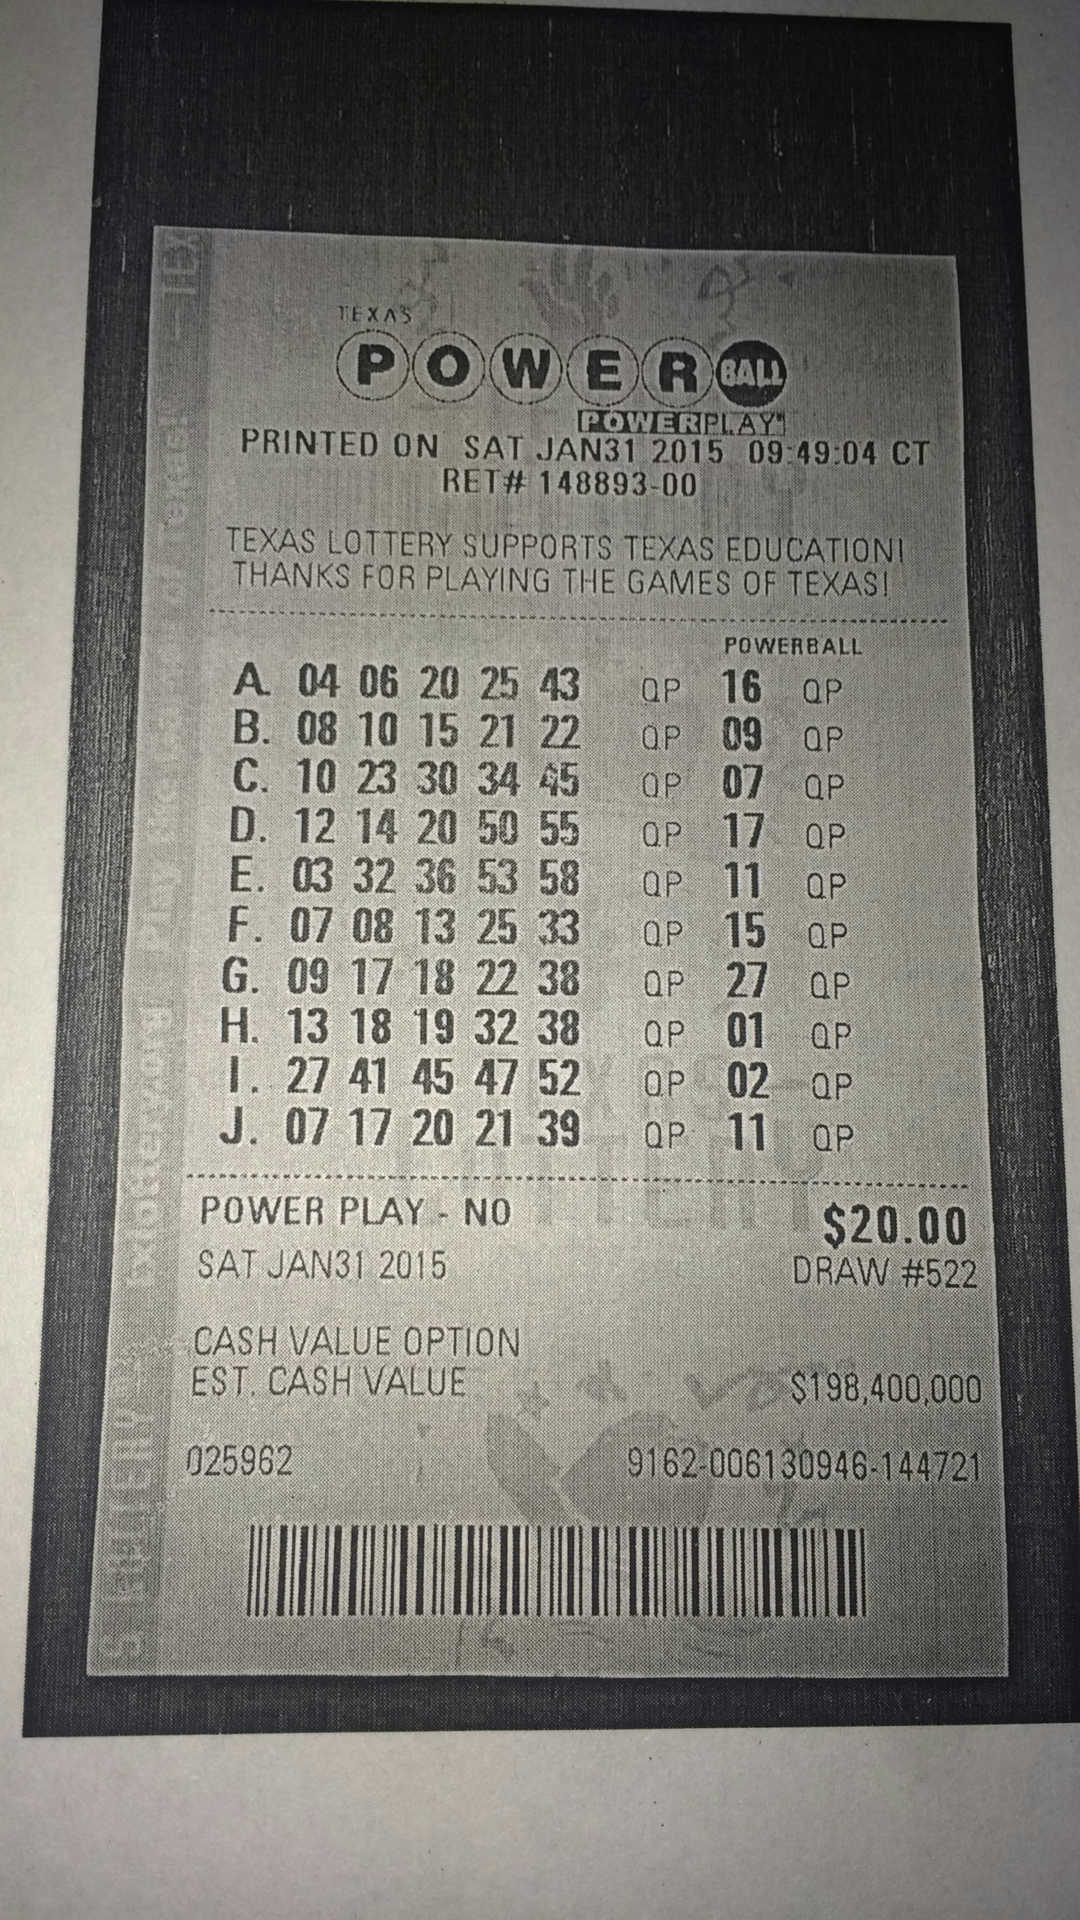 TEXAS
POWERBALL
POWERPLAY
PRINTED ON SAT JAN31 2015 09:49:04 CT
RET# 148893-00
TEXAS LOTTERY SUPPORTS TEXAS EDUCATION!
THANKS FOR PLAYING THE GAMES OF TEXAS!
POWERBALL
A. 04 06 20 25 43 QP 16 QP
B. 08 10 15 21 22 QP 09 QP
C. 10 23 30 34 45 QP 07 QP
D. 12 14 20 50 55 QP 17 QP
E. 03 32 36 53 58 QP 11 QP
F. 07 08 13 25 33 QP 15 QP
G. 09 17 18 22 38 QP 27 QP
H. 13 18 19 32 38 QP 01 QP
I. 27 41 45 47 52 QP 02 QP
J. 07 17 20 21 39 QP 11 QP
POWER PLAY - NO $20.00
SAT JAN31 2015 DRAW #522
CASH VALUE OPTION
EST. CASH VALUE $198,400,000
025962 9162-006130946-144721